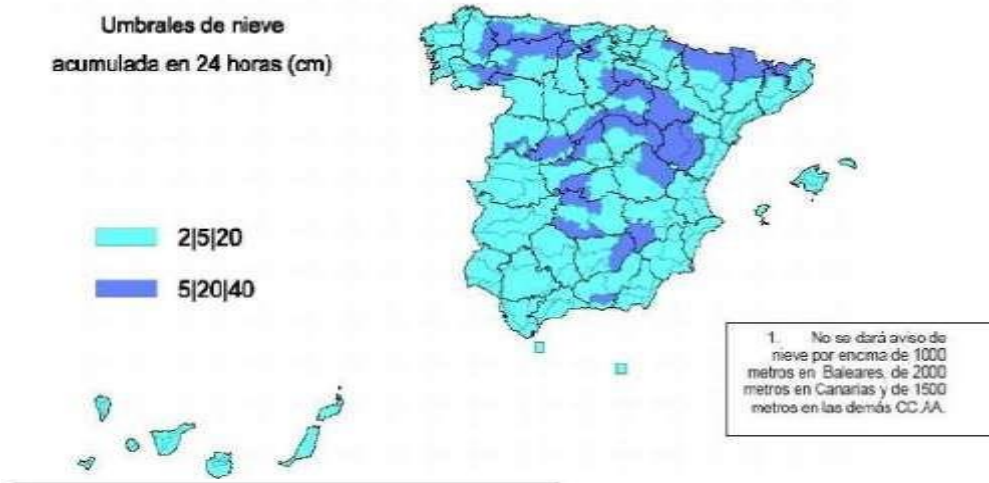 Umbrales de nieve
acumulada en 24 horas (cm)
2|5|20
5|20|40
1. No se dará aviso de
nieve por encima de 1000
metros en Baleares, de 2000
metros en Canarias y de 1500
metros en las demás CC.AA.